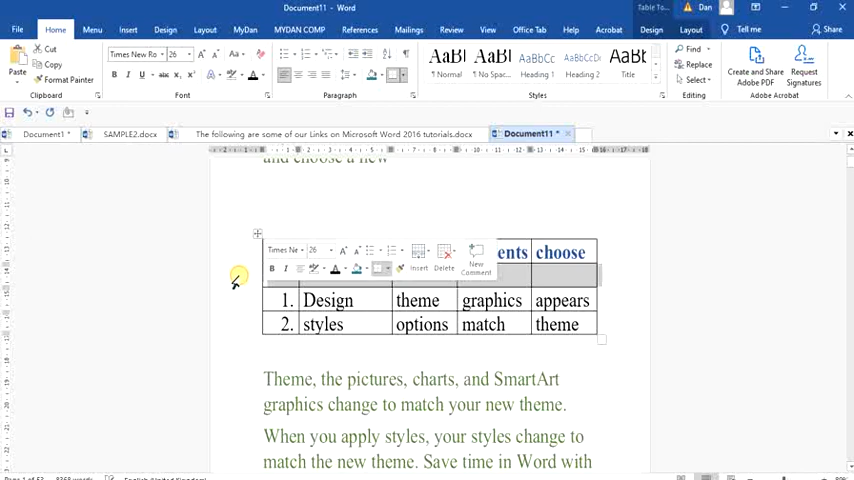 Document11 - Word
Table To...
Dan
File Home Insert Design Layout MyDan MYDAN COMP References Mailings Review View Office Tab Help Acrobat Design Layout Tell me Share
Paste
Cut
Copy
Format Painter
Times New Ro 26
AaBl AaBl AaBbCc AaBbCcDc AaBb
¶ Normal ¶ No Spac... Heading 1 Heading 2 Title
Find
Replace
Select
Create and Share Adobe PDF
Request Signatures
Clipboard Font Paragraph Styles Editing Adobe Acrobat
Document1 * SAMPLE2.docx The following are some of our Links on Microsoft Word 2016 tutorials.docx Document11 *
and choose a new
Times Ne 26
Insert Delete New Comment
ents choose
1. Design theme graphics appears
2. styles options match theme
Theme, the pictures, charts, and SmartArt
graphics change to match your new theme.
When you apply styles, your styles change to
match the new theme. Save time in Word with
Page 1 of 53 8368 words English (United Kingdom)